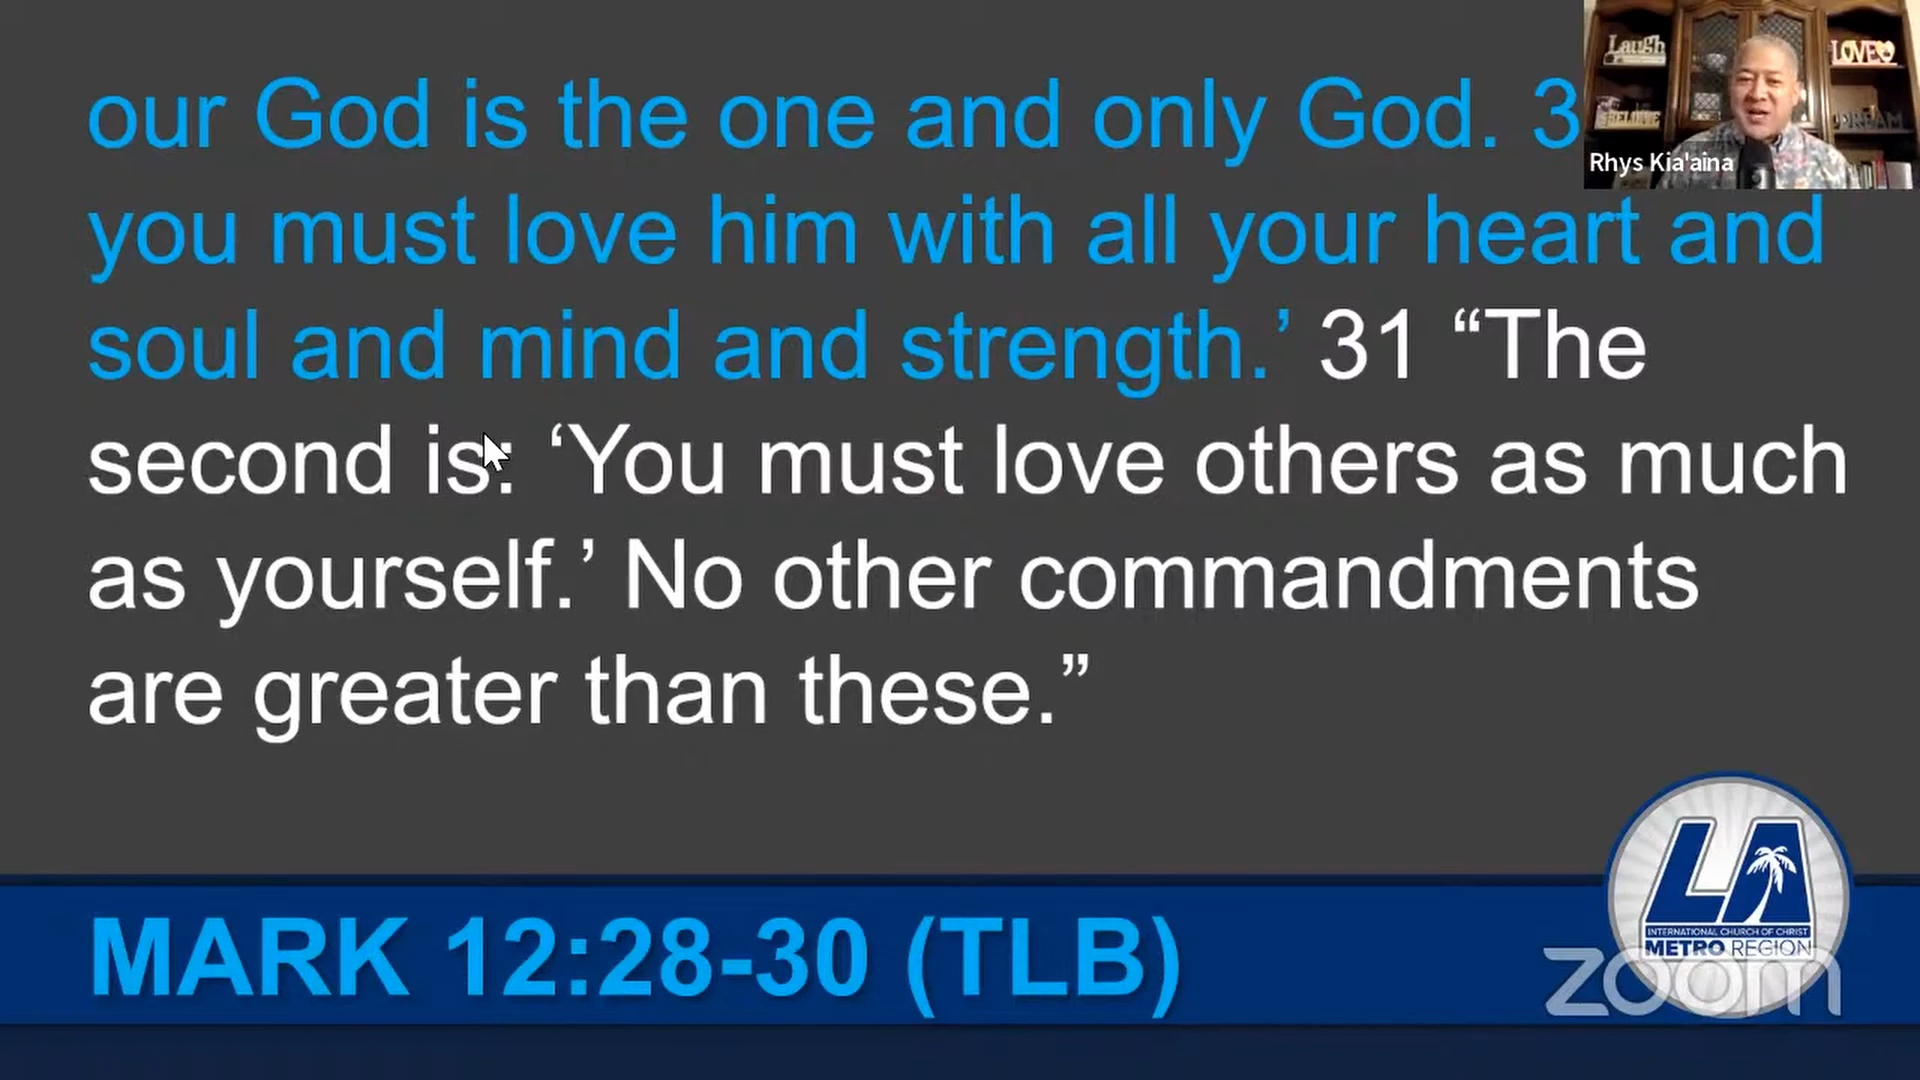 our God is the one and only God. 3
you must love him with all your heart and
soul and mind and strength.’ 31 “The
second is: ‘You must love others as much
as yourself.’ No other commandments
are greater than these.”
MARK 12:28-30 (TLB)
Laugh
LOVE
BELIEVE
DREAM
Rhys Kia'aina
LA
INTERNATIONAL CHURCH OF CHRIST
METRO REGION
zoom